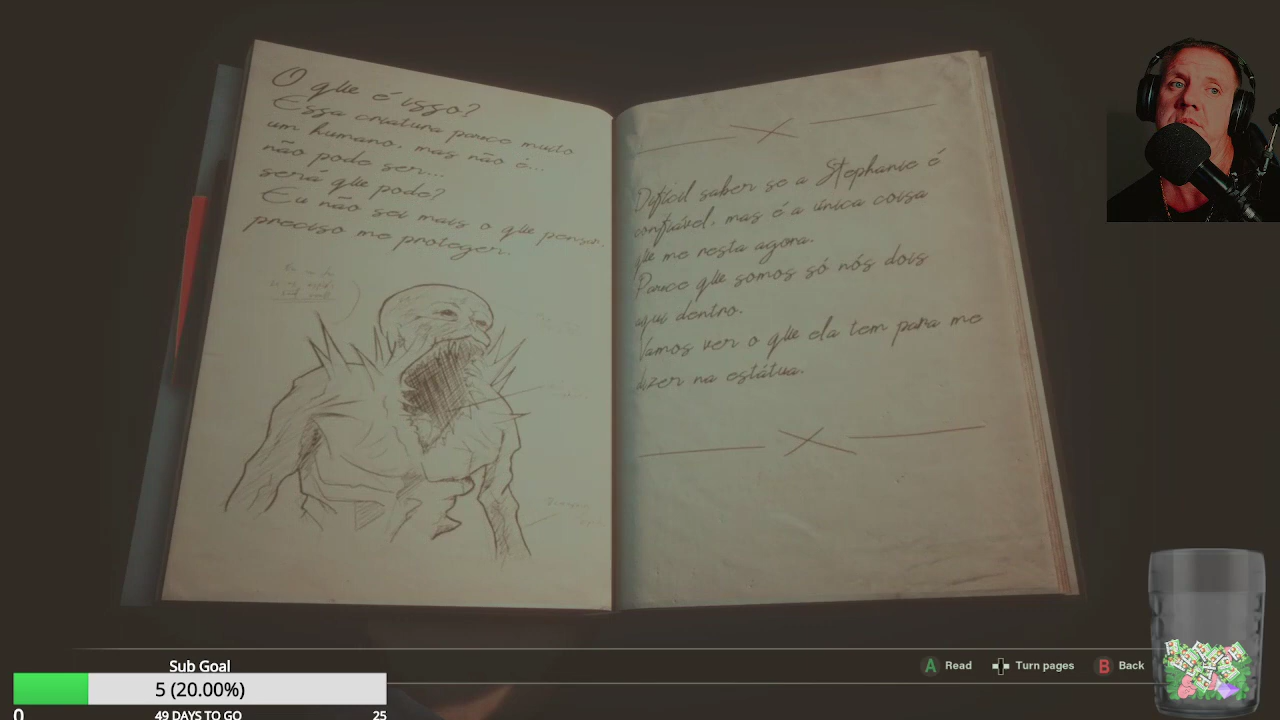 O que é isso?
Essa criatura parece muito
um humano, mas não é...
não pode ser...
será que pode?
Eu não sei mais o que pensar,
preciso me proteger.
Difícil saber se a Stephanie é
confiável, mas é a única coisa
que me resta agora.
Parece que somos só nós dois
aqui dentro.
Vamos ver o que ela tem para me
dizer na estátua.
A Read
Turn pages
B Back
Sub Goal
5 (20.00%)
0
49 DAYS TO GO
25